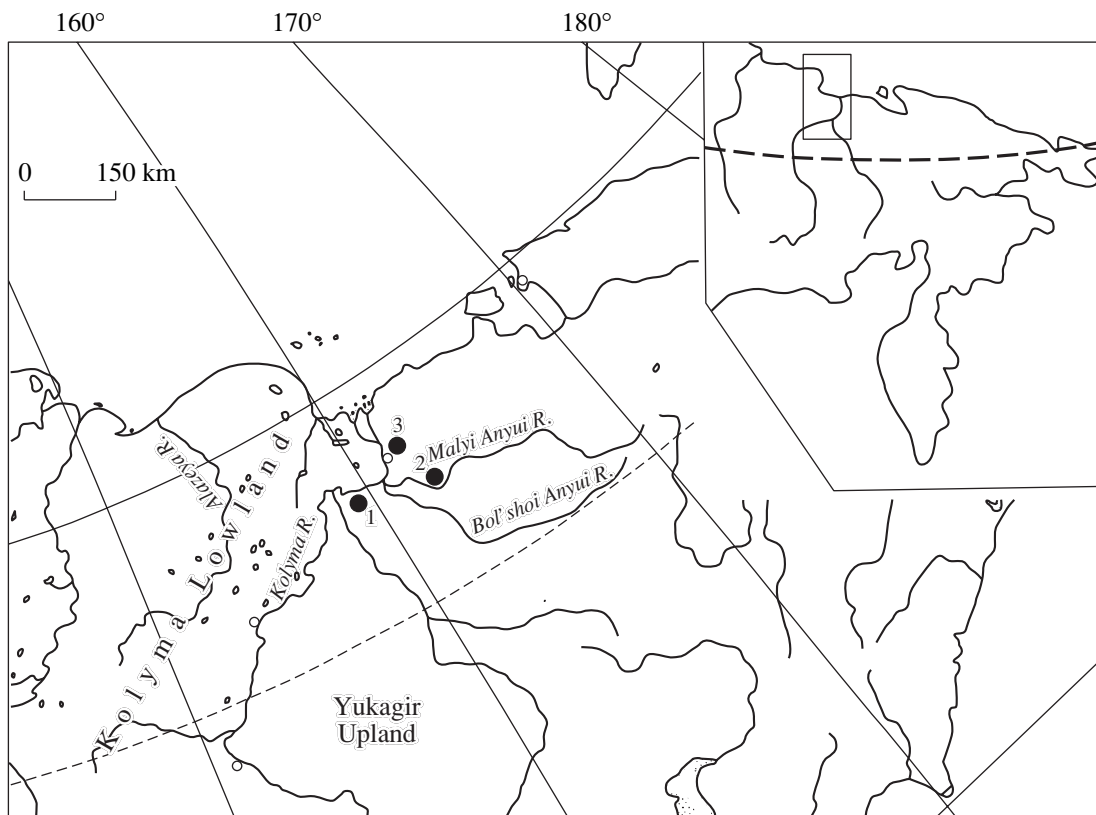 160°
170°
180°
0
150 km
3
2
Malyi Anyui R.
1
Bol' shoi Anyui R.
Alazeya R.
Kolyma R.
Kolyma Lowland
Yukagir
Upland